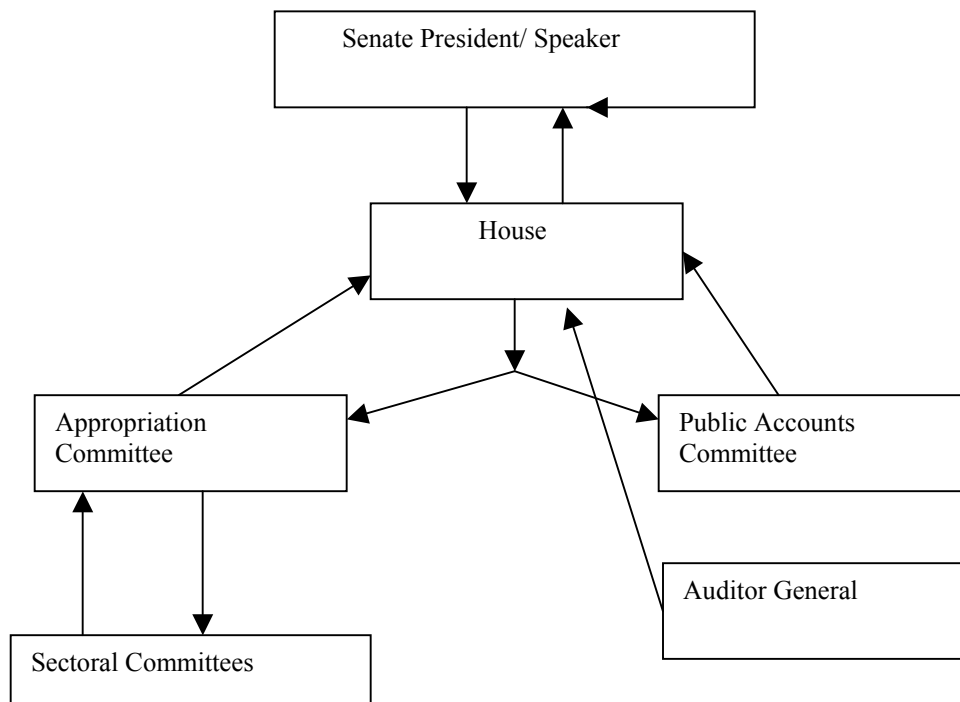 Senate President/ Speaker
House
Appropriation
Committee
Public Accounts
Committee
Auditor General
Sectoral Committees